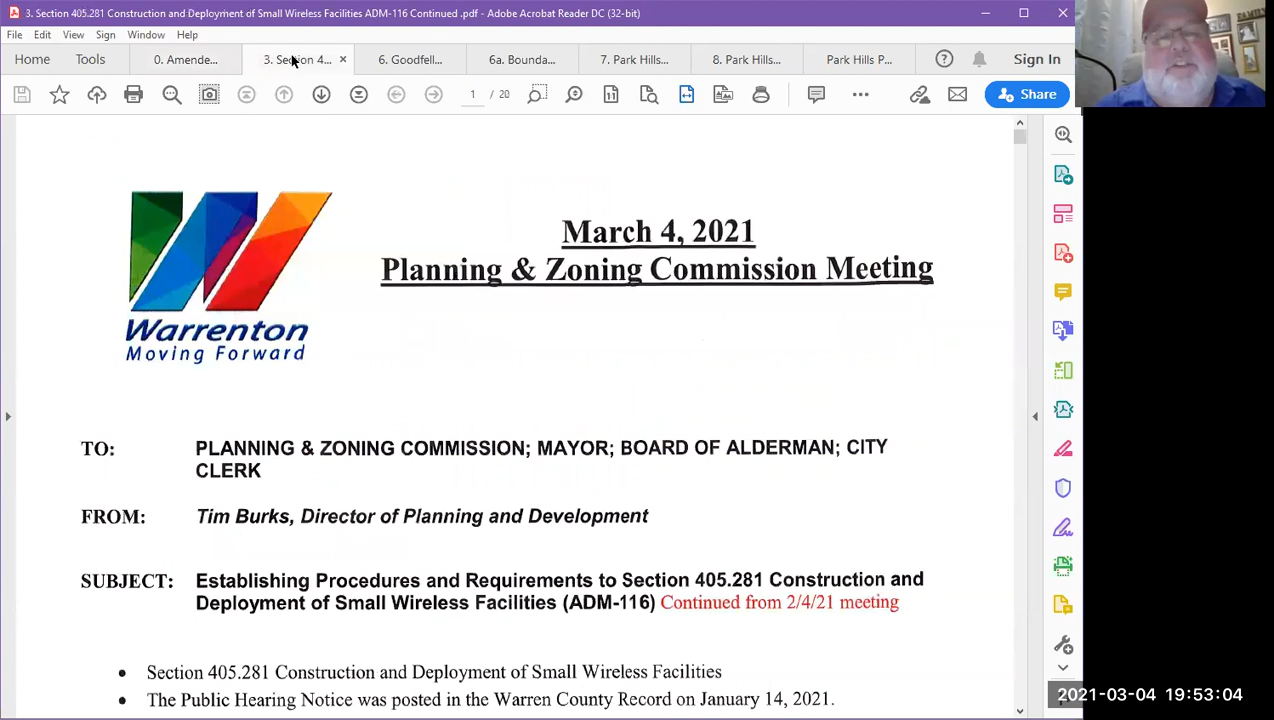 3. Section 405.281 Construction and Deployment of Small Wireless Facilities ADM-116 Continued .pdf - Adobe Acrobat Reader DC (32-bit)
File Edit View Sign Window Help
Home Tools 0. Amende... 3. Section 4... × 6. Goodfell... 6a. Bounda... 7. Park Hills... 8. Park Hills... Park Hills P... Sign In
1 / 20 Share
March 4, 2021
Planning & Zoning Commission Meeting
Warrenton
Moving Forward
TO: PLANNING & ZONING COMMISSION; MAYOR; BOARD OF ALDERMAN; CITY
CLERK
FROM: Tim Burks, Director of Planning and Development
SUBJECT: Establishing Procedures and Requirements to Section 405.281 Construction and
Deployment of Small Wireless Facilities (ADM-116) Continued from 2/4/21 meeting
• Section 405.281 Construction and Deployment of Small Wireless Facilities
• The Public Hearing Notice was posted in the Warren County Record on January 14, 2021.
2021-03-04 19:53:04